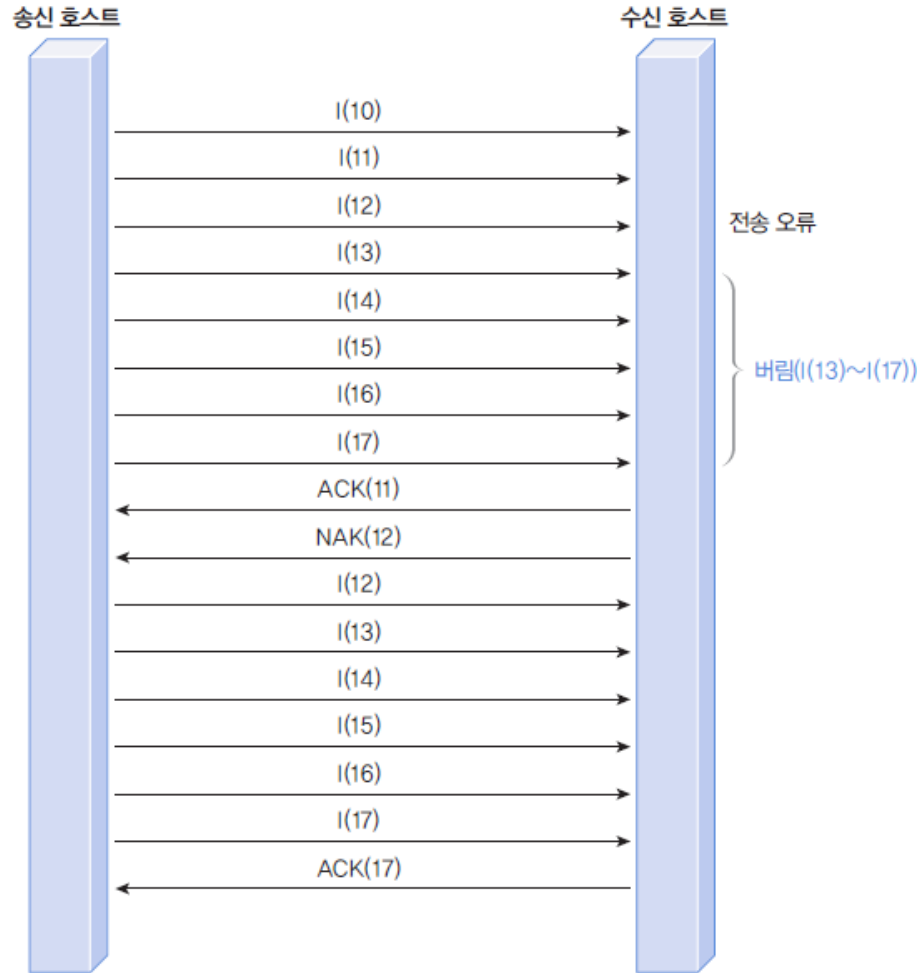 송신 호스트
수신 호스트
I(10)
I(11)
I(12)
전송 오류
I(13)
I(14)
I(15)
버림(I(13)~I(17))
I(16)
I(17)
ACK(11)
NAK(12)
I(12)
I(13)
I(14)
I(15)
I(16)
I(17)
ACK(17)